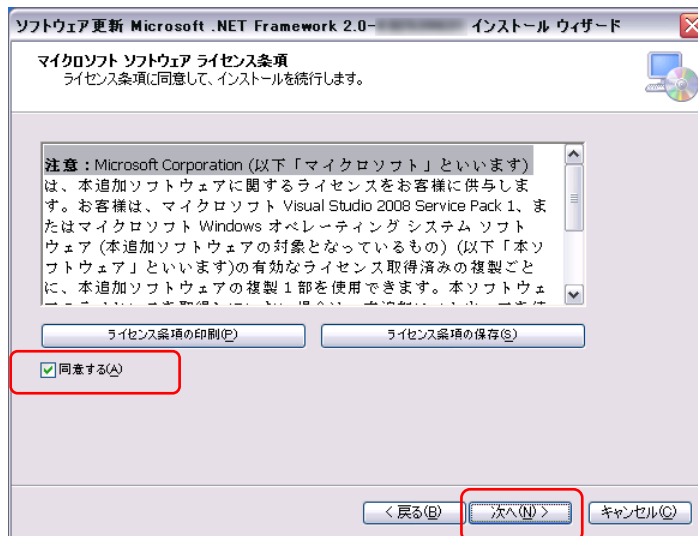 ソフトウェア更新 Microsoft .NET Framework 2.0- インストール ウィザード
マイクロソフト ソフトウェア ライセンス条項
ライセンス条項に同意して、インストールを続行します。
注意：Microsoft Corporation (以下「マイクロソフト」といいます)
は、本追加ソフトウェアに関するライセンスをお客様に供与しま
す。お客様は、マイクロソフト Visual Studio 2008 Service Pack 1、ま
たはマイクロソフト Windows オペレーティング システム ソフト
ウェア (本追加ソフトウェアの対象となっているもの) (以下「本ソ
フトウェア」といいます)の有効なライセンス取得済みの複製ごと
に、本追加ソフトウェアの複製 1 部を使用できます。本ソフトウェ
ライセンス条項の印刷(P)
ライセンス条項の保存(S)
同意する(A)
< 戻る(B)
次へ(N) >
キャンセル(C)